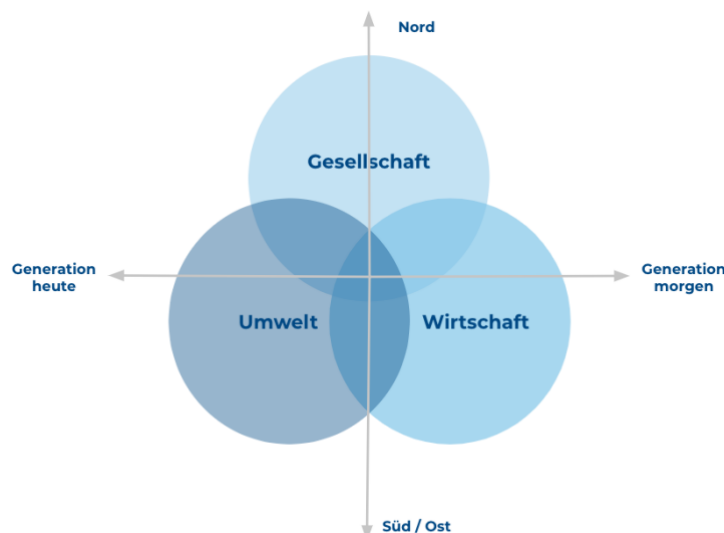 Nord
Gesellschaft
Generation
heute
Generation
morgen
Umwelt
Wirtschaft
Süd / Ost